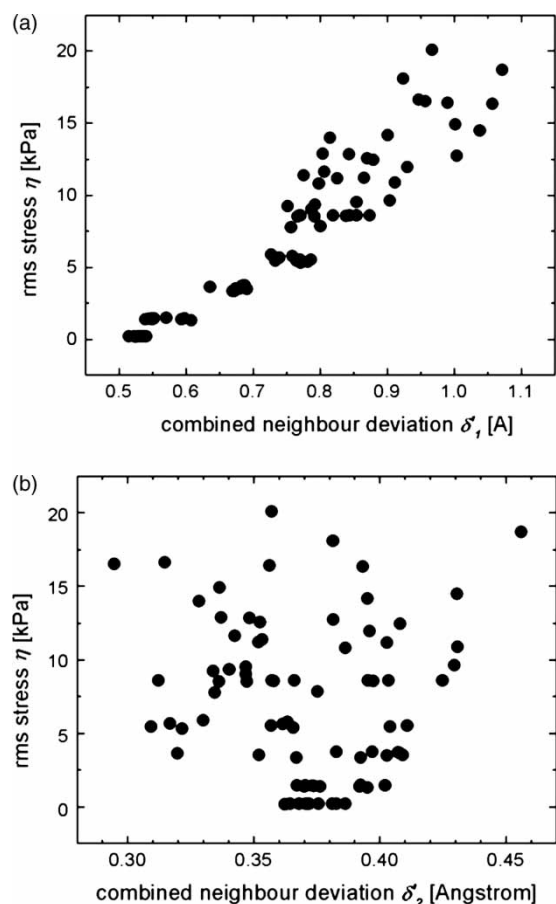 (a)
rms stress η [kPa]
20
15
10
5
0
0.5 0.6 0.7 0.8 0.9 1.0 1.1
combined neighbour deviation δ'₁ [A]
(b)
rms stress η [kPa]
20
15
10
5
0
0.30 0.35 0.40 0.45
combined neighbour deviation δ'₂ [Angstrom]